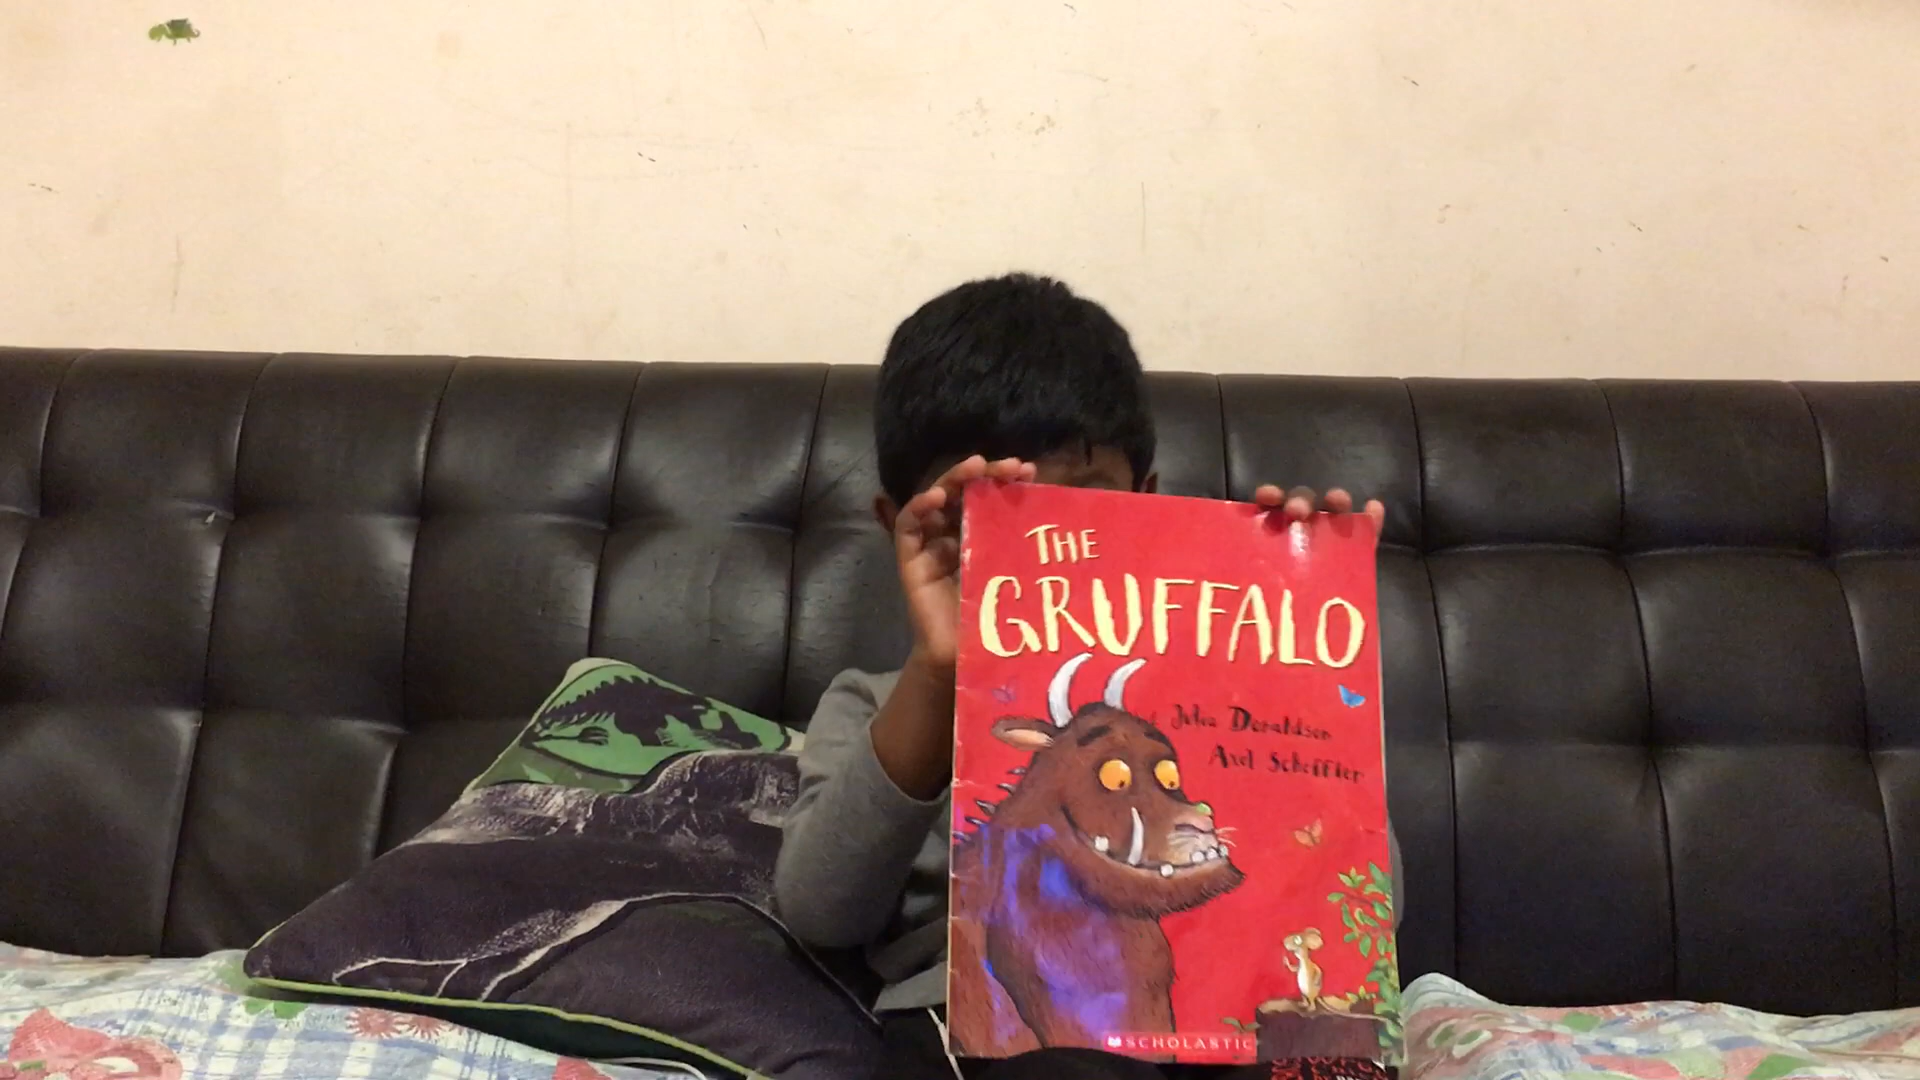 THE
GRUFFALO
Julia Donaldson
Axel Scheffler
SCHOLASTIC